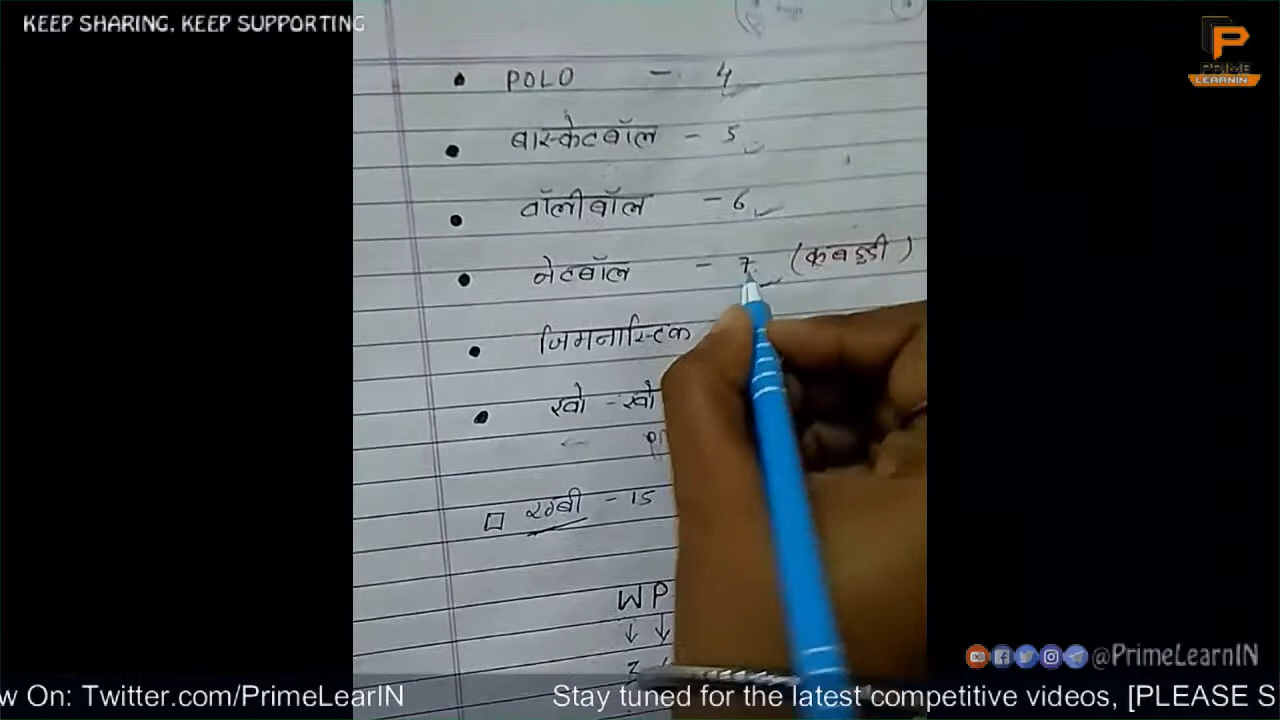 KEEP SHARING. KEEP SUPPORTING
PRIME
LEARNIN
POLO - 4
बास्केटबॉल - 5
वॉलीबॉल - 6
नेटबॉल - 7 (कबड्डी)
जिमनास्टिक
खो - खो
रग्बी - 15
WP
↓ ↓
@PrimeLearnIN
w On: Twitter.com/PrimeLearIN Stay tuned for the latest competitive videos, [PLEASE S